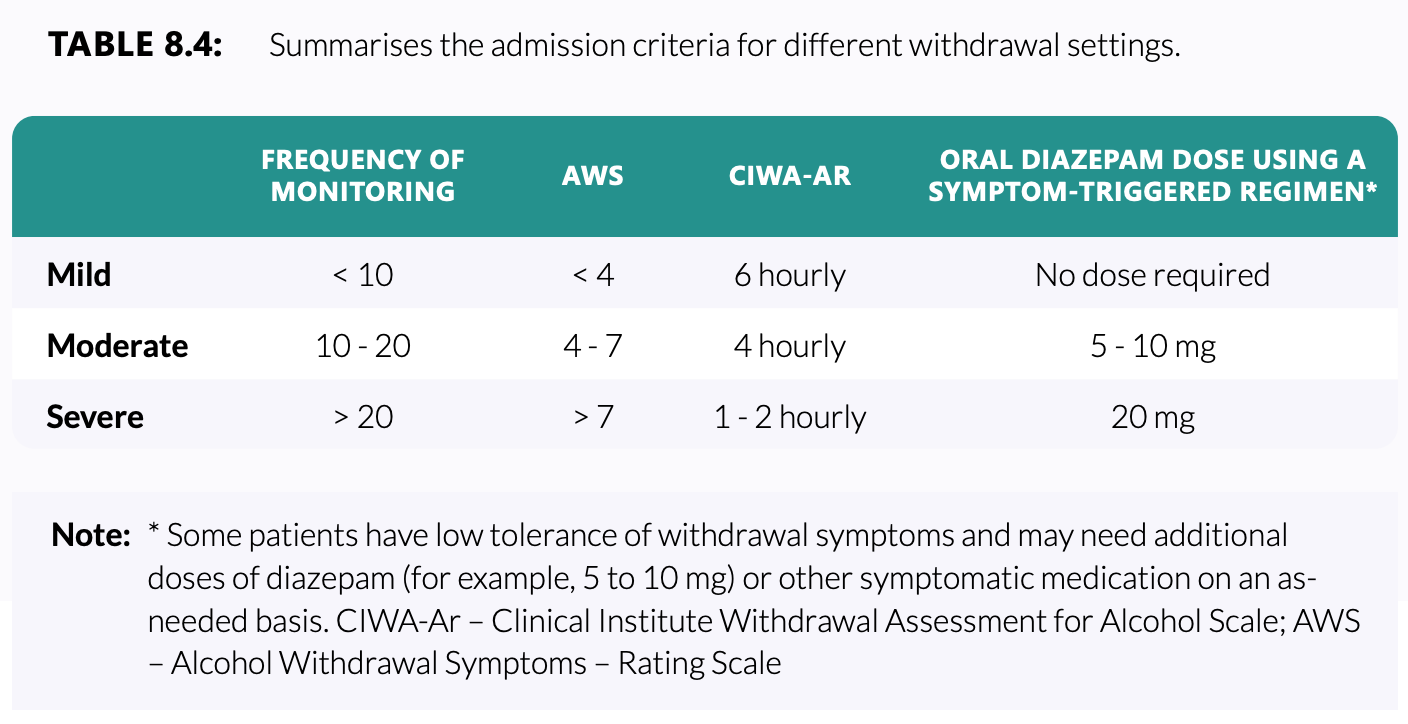 TABLE 8.4: Summarises the admission criteria for different withdrawal settings.
FREQUENCY OF MONITORING AWS CIWA-AR ORAL DIAZEPAM DOSE USING A SYMPTOM-TRIGGERED REGIMEN*
Mild < 10 < 4 6 hourly No dose required
Moderate 10 - 20 4 - 7 4 hourly 5 - 10 mg
Severe > 20 > 7 1 - 2 hourly 20 mg
Note: * Some patients have low tolerance of withdrawal symptoms and may need additional
doses of diazepam (for example, 5 to 10 mg) or other symptomatic medication on an as-
needed basis. CIWA-Ar – Clinical Institute Withdrawal Assessment for Alcohol Scale; AWS
– Alcohol Withdrawal Symptoms – Rating Scale